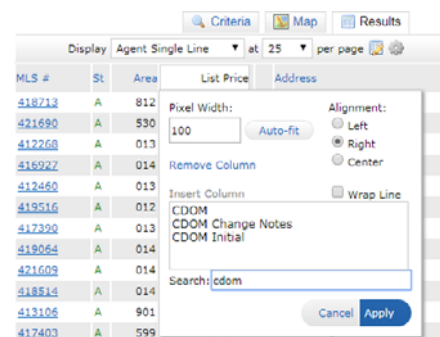 Criteria Map Results
Display Agent Single Line at 25 per page
MLS # St Area List Price Address
418713 A 812
421690 A 530
412268 A 013
416927 A 014
412460 A 013
419516 A 012
417390 A 013
419064 A 014
421609 A 014
418514 A 014
413106 A 901
417403 A 599
Pixel Width: Alignment:
100 Auto-fit
Left
Right
Center
Remove Column
Insert Column Wrap Line
CDOM
CDOM Change Notes
CDOM Initial
Search: cdom
Cancel Apply